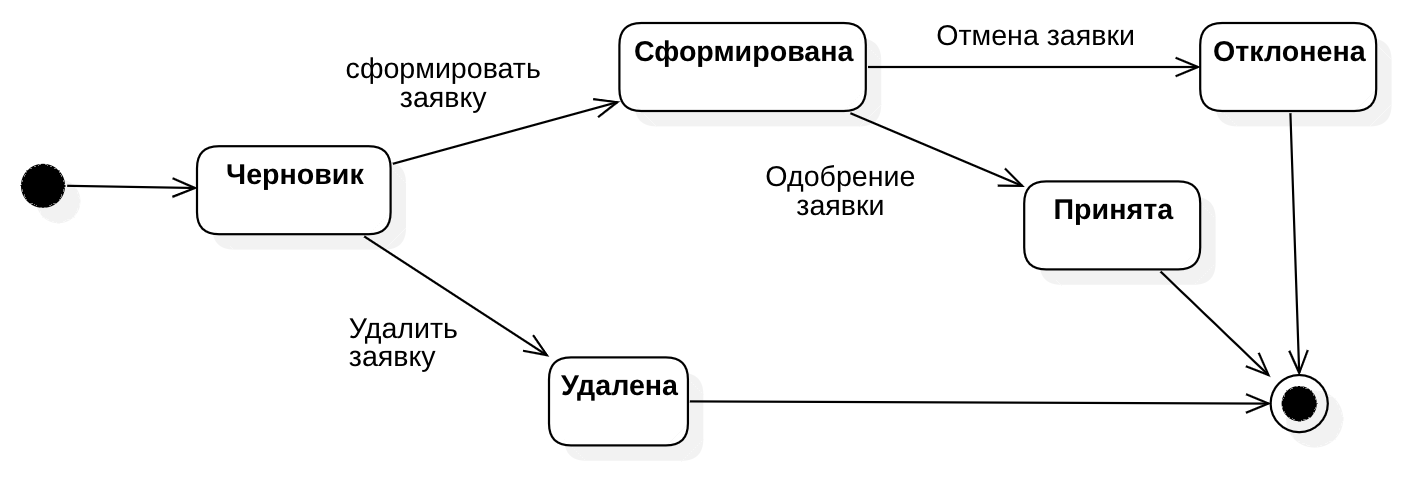 Сформирована
Отмена заявки
Отклонена
сформировать
заявку
Черновик
Одобрение
заявки
Принята
Удалить
заявку
Удалена